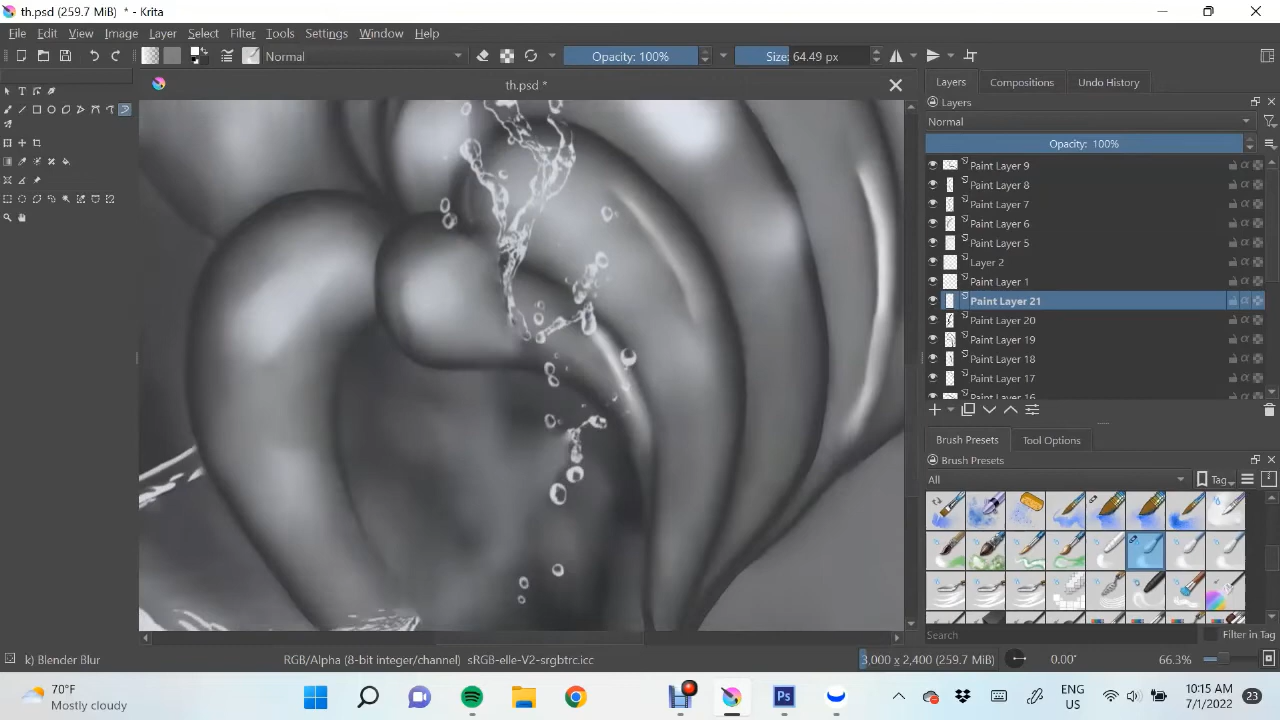 th.psd (259.7 MiB) * - Krita
File Edit View Image Layer Select Filter Tools Settings Window Help
Normal
Opacity: 100%
Size: 64.49 px
th.psd *
Layers Compositions Undo History
Layers
Normal
Opacity: 100%
Paint Layer 9
Paint Layer 8
Paint Layer 7
Paint Layer 6
Paint Layer 5
Layer 2
Paint Layer 1
Paint Layer 21
Paint Layer 20
Paint Layer 19
Paint Layer 18
Paint Layer 17
Paint Layer 16
Brush Presets Tool Options
Brush Presets
All
Tag
Search
Filter in Tag
k) Blender Blur
RGB/Alpha (8-bit integer/channel) sRGB-elle-V2-srgbtrc.icc
3,000 x 2,400 (259.7 MiB)
0.00°
66.3%
70°F
Mostly cloudy
Ps
ENG
US
10:15 AM
7/1/2022
23